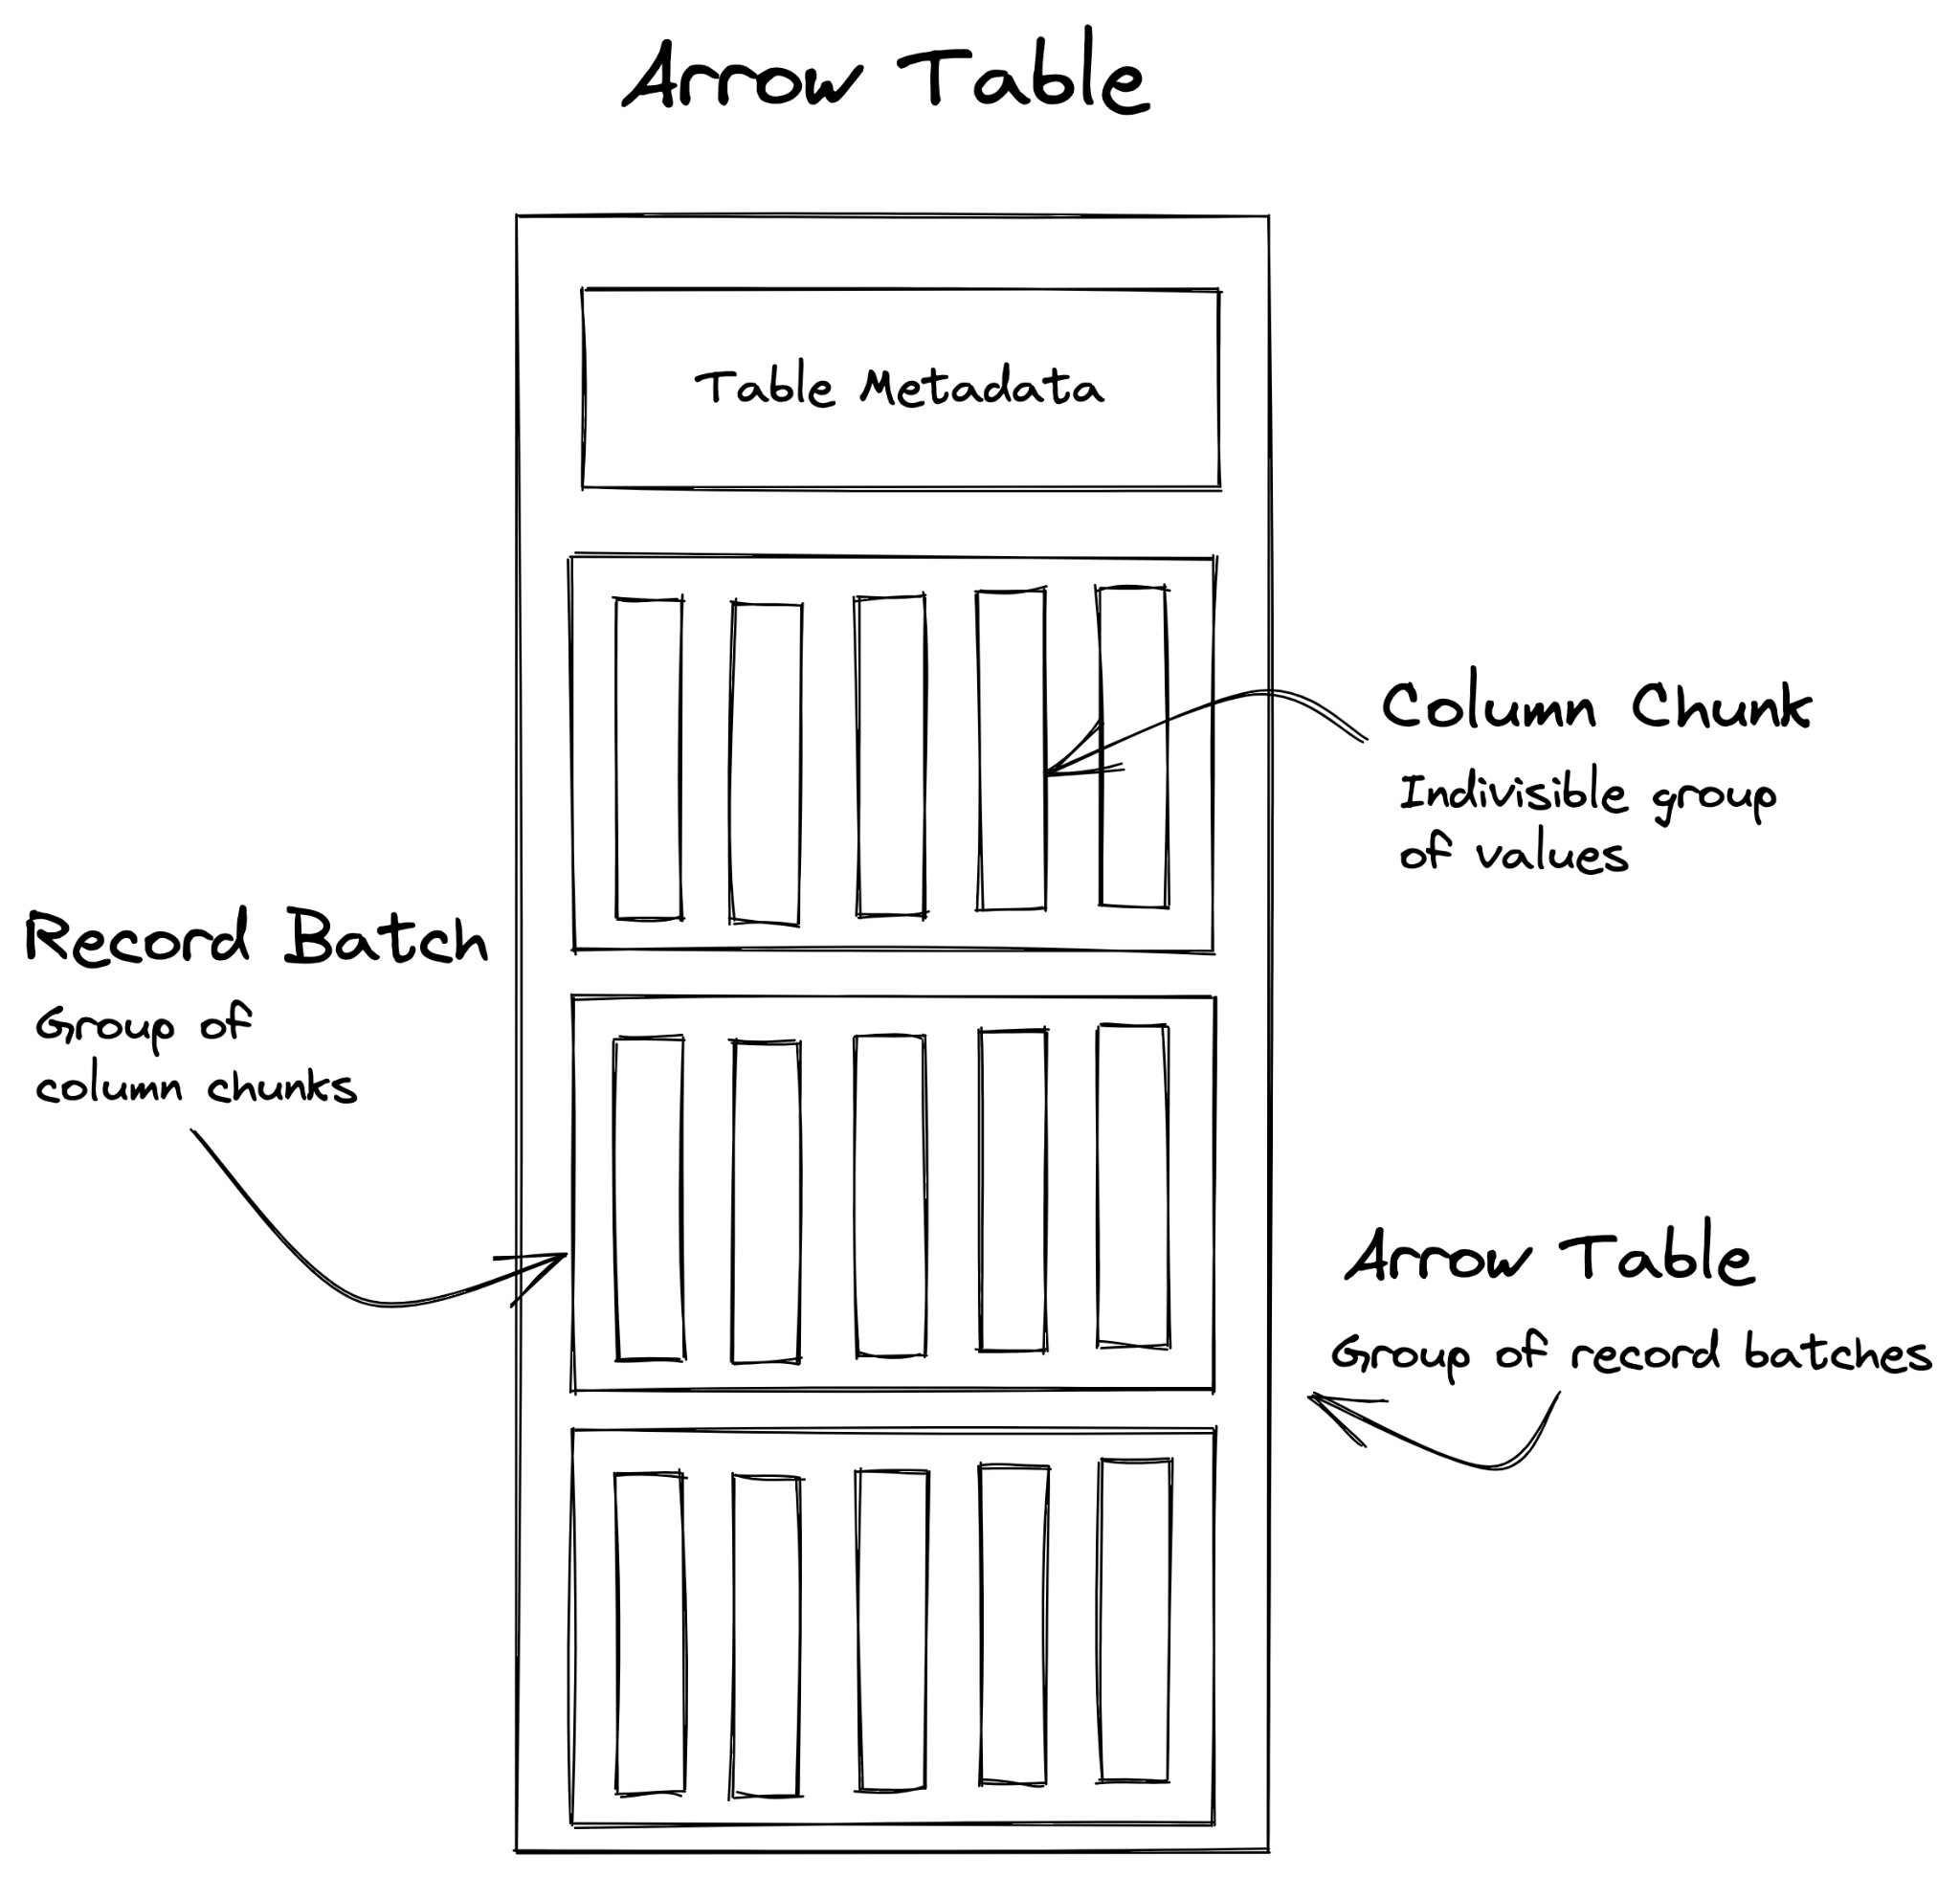 Arrow Table
Table Metadata
Column Chunk
Indivisible group
of values
Record Batch
Group of
column chunks
Arrow Table
Group of record batches